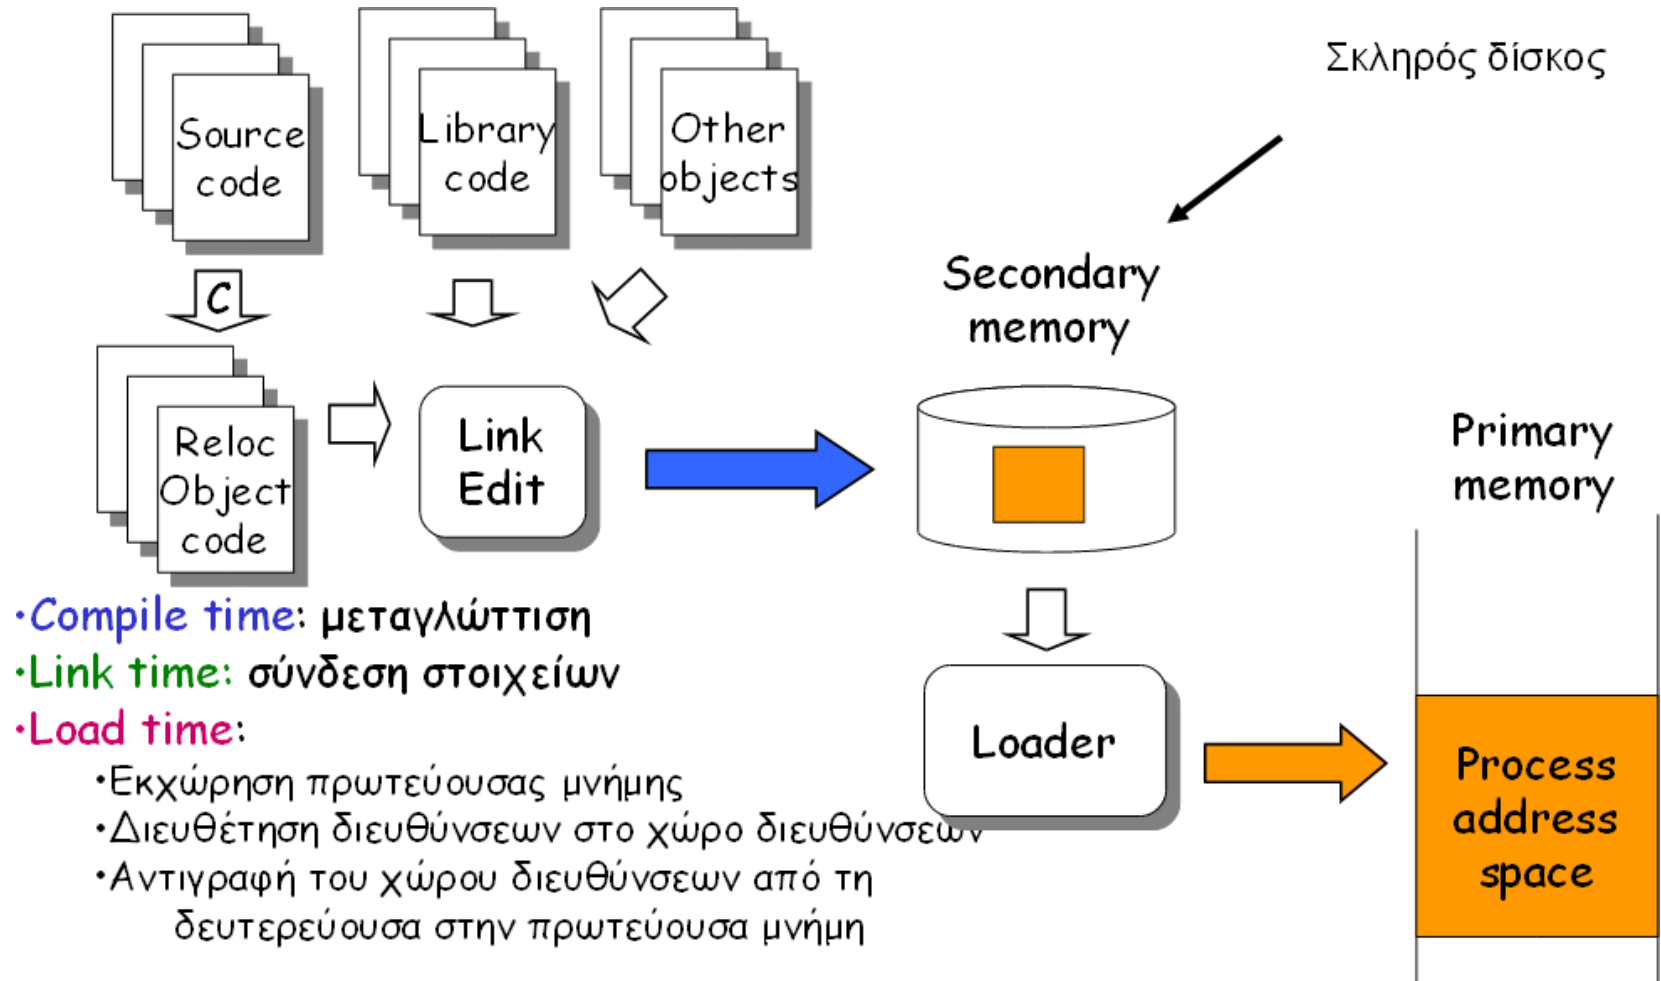 Source
code
Library
code
Other
objects
Σκληρός δίσκος
C
Secondary
memory
Reloc
Object
code
Link
Edit
Primary
memory
•Compile time: μεταγλώττιση
•Link time: σύνδεση στοιχείων
•Load time:
•Εκχώρηση πρωτεύουσας μνήμης
•Διευθέτηση διευθύνσεων στο χώρο διευθύνσεων
•Αντιγραφή του χώρου διευθύνσεων από τη
δευτερεύουσα στην πρωτεύουσα μνήμη
Loader
Process
address
space